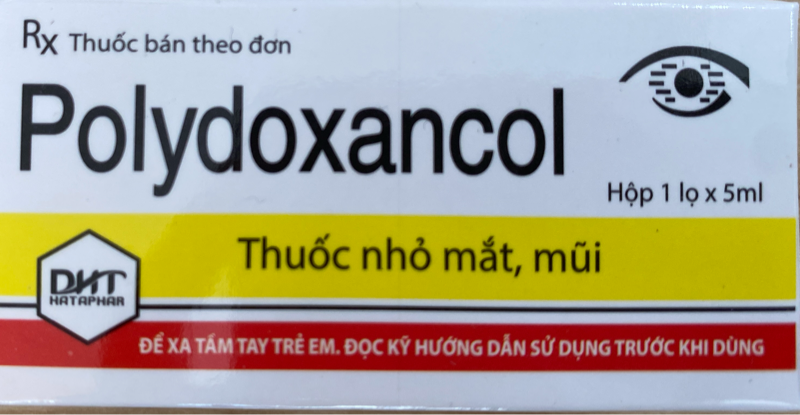 Rx Thuốc bán theo đơn
Polydoxancol
Hộp 1 lọ x 5ml
Thuốc nhỏ mắt, mũi
DHT
HATAPHAR
ĐỂ XA TẦM TAY TRẺ EM. ĐỌC KỸ HƯỚNG DẪN SỬ DỤNG TRƯỚC KHI DÙNG